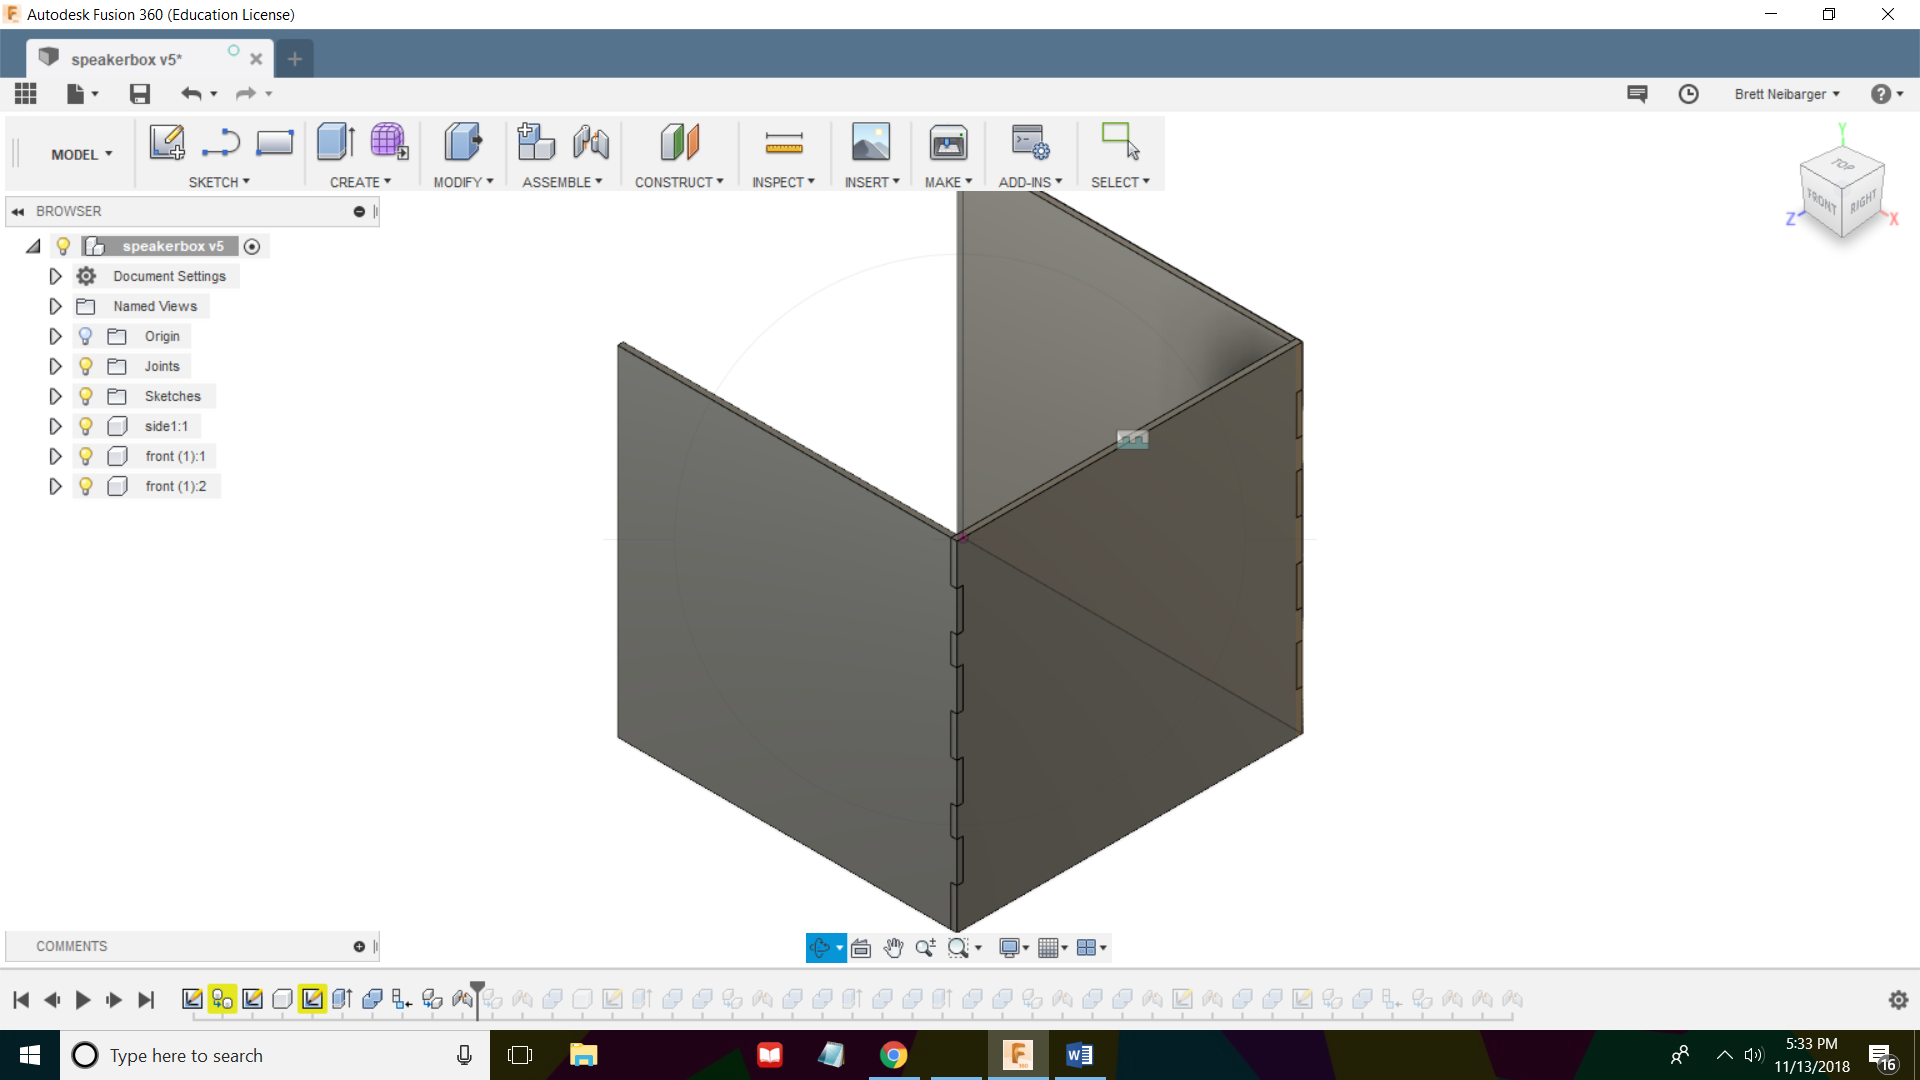 Autodesk Fusion 360 (Education License)
speakerbox v5*
Brett Neibarger
MODEL
SKETCH CREATE MODIFY ASSEMBLE CONSTRUCT INSPECT INSERT MAKE ADD-INS SELECT
Y
TOP
FRONT RIGHT
Z X
BROWSER
speakerbox v5
Document Settings
Named Views
Origin
Joints
Sketches
side1:1
front (1):1
front (1):2
COMMENTS
Type here to search
5:33 PM
11/13/2018
16